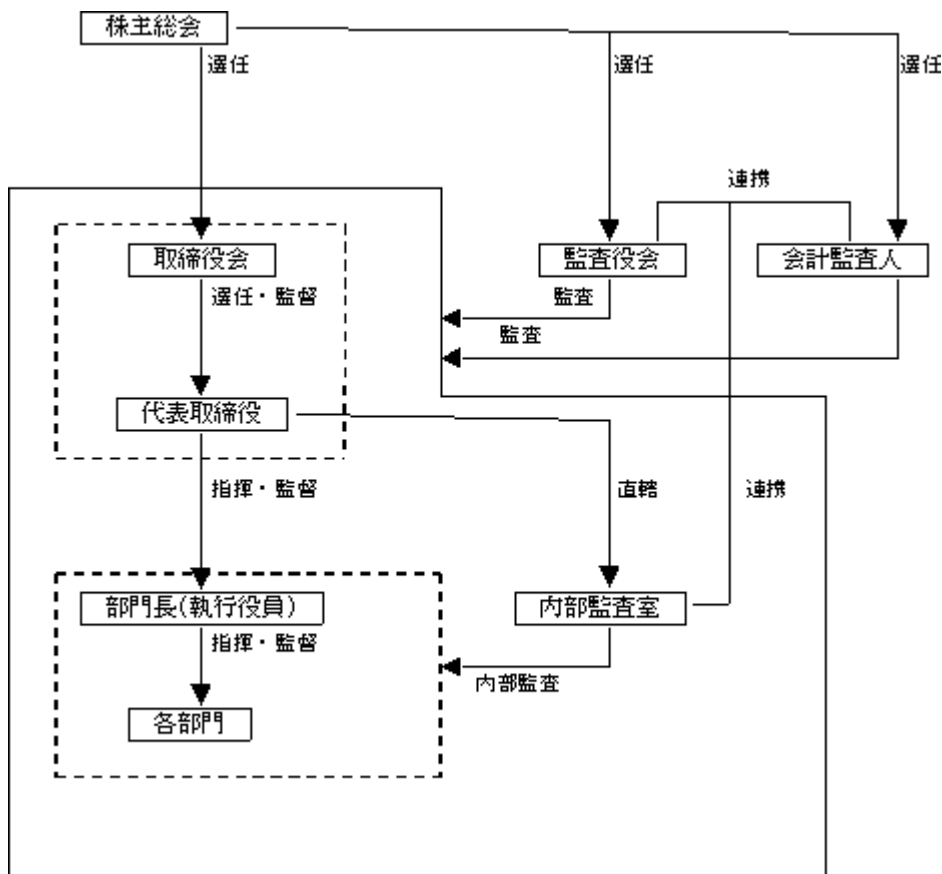 株主総会
選任
選任
選任
連携
取締役会
監査役会
会計監査人
選任・監督
監査
監査
代表取締役
指揮・監督
直轄
連携
部門長(執行役員)
内部監査室
指揮・監督
内部監査
各部門